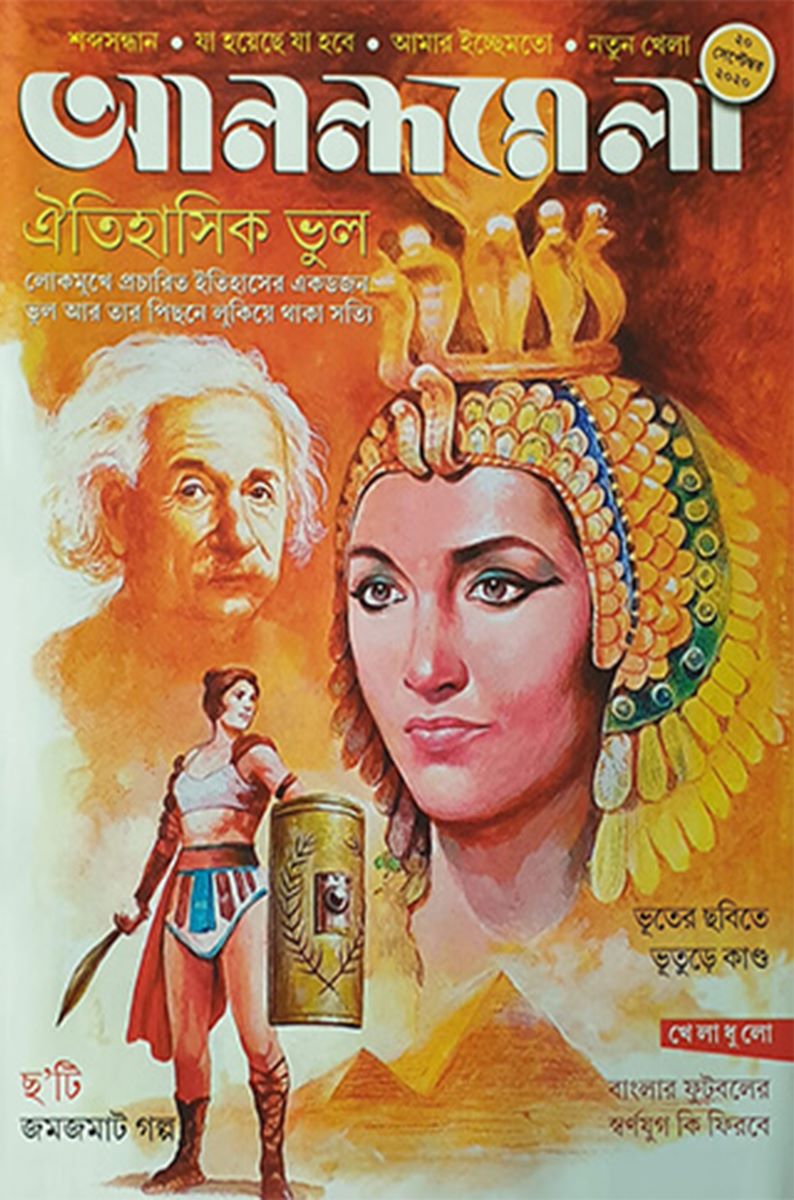 শব্দসন্ধান • যা হয়েছে যা হবে • আমার ইচ্ছেমতো • নতুন খেলা
২০
সেপ্টেম্বর
২০২০
আনন্দমেলা
ঐতিহাসিক ভুল
লোকমুখে প্রচারিত ইতিহাসের একডজন
ভুল আর তার পিছনে লুকিয়ে থাকা সত্যি
ভূতের ছবিতে
ভূতুড়ে কাণ্ড
খেলাধুলো
বাংলার ফুটবলের
স্বর্ণযুগ কি ফিরবে
ছ'টি
জমজমাট গল্প